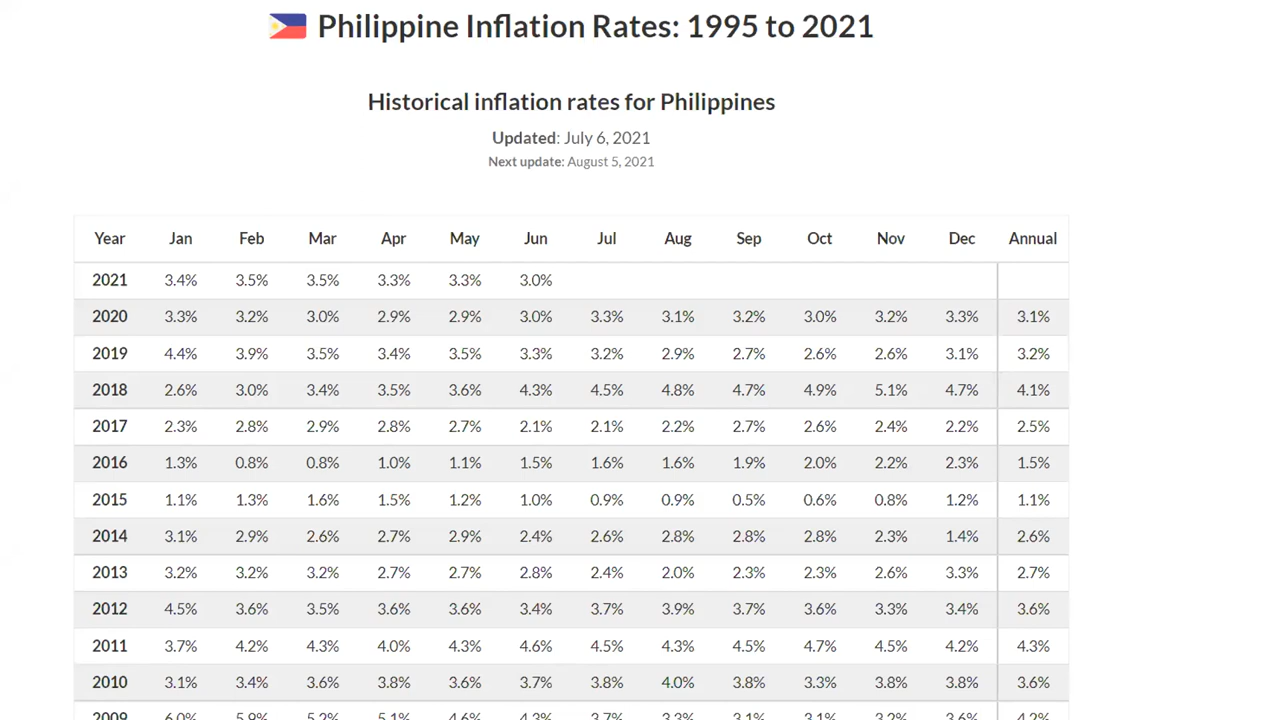 Philippine Inflation Rates: 1995 to 2021
Historical inflation rates for Philippines
Updated: July 6, 2021
Next update: August 5, 2021
Year Jan Feb Mar Apr May Jun Jul Aug Sep Oct Nov Dec Annual
2021 3.4% 3.5% 3.5% 3.3% 3.3% 3.0%
2020 3.3% 3.2% 3.0% 2.9% 2.9% 3.0% 3.3% 3.1% 3.2% 3.0% 3.2% 3.3% 3.1%
2019 4.4% 3.9% 3.5% 3.4% 3.5% 3.3% 3.2% 2.9% 2.7% 2.6% 2.6% 3.1% 3.2%
2018 2.6% 3.0% 3.4% 3.5% 3.6% 4.3% 4.5% 4.8% 4.7% 4.9% 5.1% 4.7% 4.1%
2017 2.3% 2.8% 2.9% 2.8% 2.7% 2.1% 2.1% 2.2% 2.7% 2.6% 2.4% 2.2% 2.5%
2016 1.3% 0.8% 0.8% 1.0% 1.1% 1.5% 1.6% 1.6% 1.9% 2.0% 2.2% 2.3% 1.5%
2015 1.1% 1.3% 1.6% 1.5% 1.2% 1.0% 0.9% 0.9% 0.5% 0.6% 0.8% 1.2% 1.1%
2014 3.1% 2.9% 2.6% 2.7% 2.9% 2.4% 2.6% 2.8% 2.8% 2.8% 2.3% 1.4% 2.6%
2013 3.2% 3.2% 3.2% 2.7% 2.7% 2.8% 2.4% 2.0% 2.3% 2.3% 2.6% 3.3% 2.7%
2012 4.5% 3.6% 3.5% 3.6% 3.6% 3.4% 3.7% 3.9% 3.7% 3.6% 3.3% 3.4% 3.6%
2011 3.7% 4.2% 4.3% 4.0% 4.3% 4.6% 4.5% 4.3% 4.5% 4.7% 4.5% 4.2% 4.3%
2010 3.1% 3.4% 3.6% 3.8% 3.6% 3.7% 3.8% 4.0% 3.8% 3.3% 3.8% 3.8% 3.6%
2009